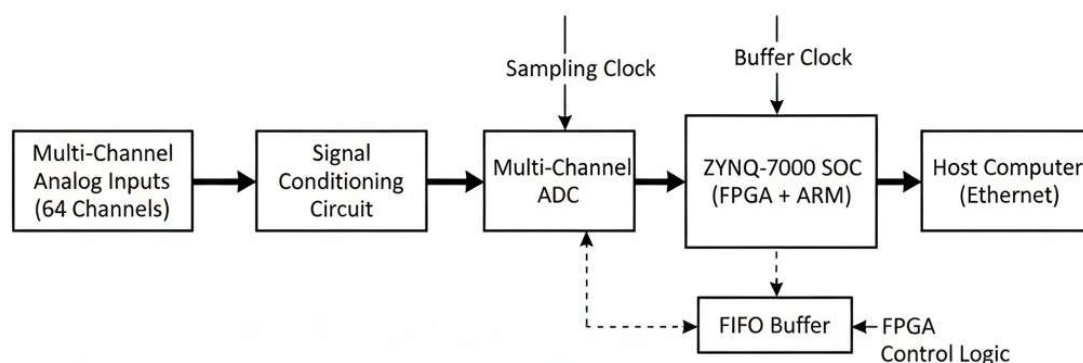 Sampling Clock
Buffer Clock
Multi-Channel
Analog Inputs
(64 Channels)
Signal
Conditioning
Circuit
Multi-Channel
ADC
ZYNQ-7000 SOC
(FPGA + ARM)
Host Computer
(Ethernet)
FIFO Buffer
FPGA
Control Logic